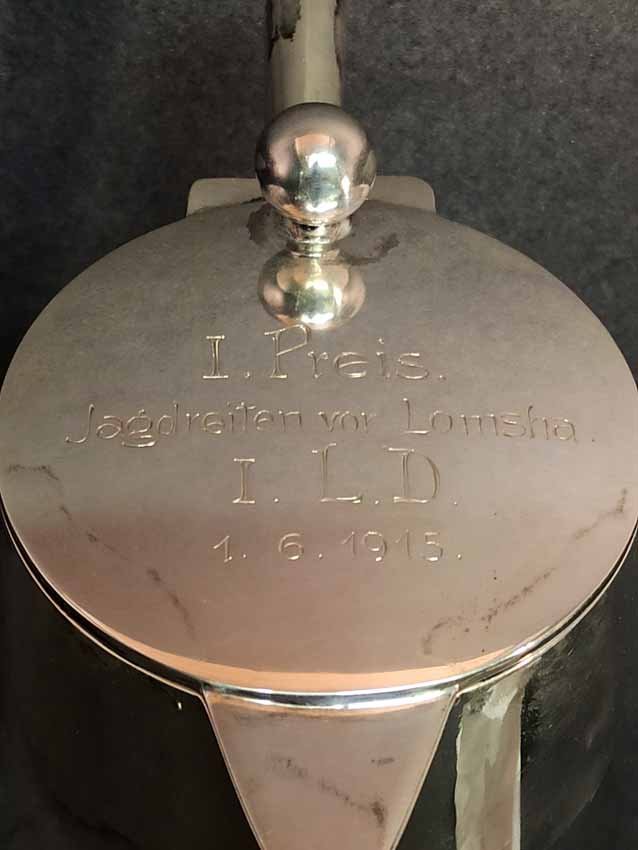 I. Preis.
Jagdreiten vor Lomsha.
I. L.D.
1. 6. 1915.